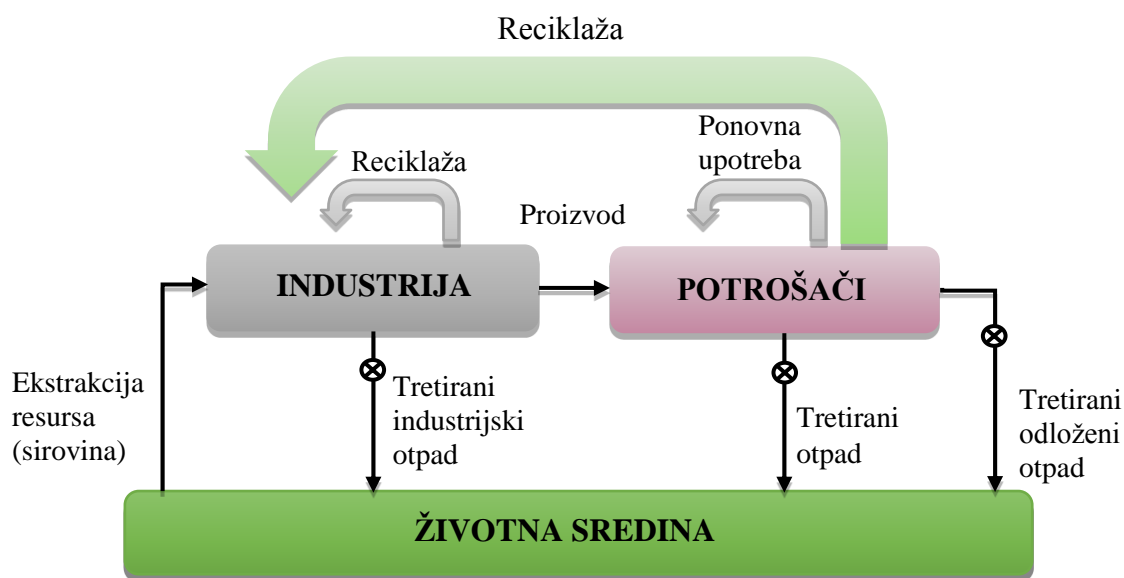 Reciklaža
Ponovna
upotreba
Reciklaža
Proizvod
INDUSTRIJA
POTROŠAČI
Ekstrakcija
resursa
(sirovina)
Tretirani
industrijski
otpad
Tretirani
otpad
Tretirani
odloženi
otpad
ŽIVOTNA SREDINA